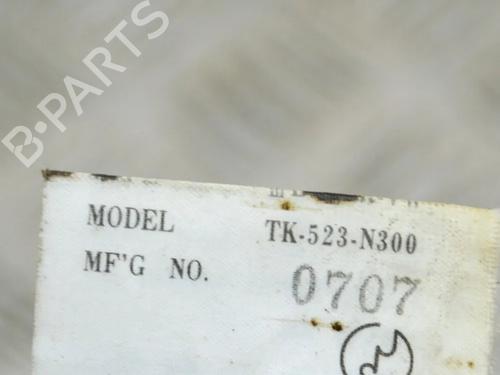 B-PARTS
MODEL TK-523-N300
MF'G NO. 0707